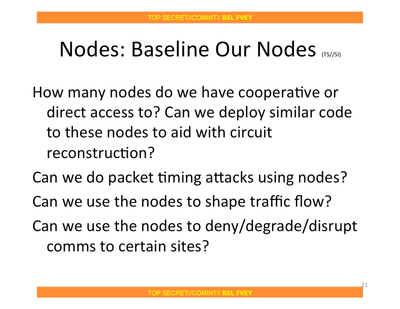 TOP SECRET//COMINT// REL FVEY
Nodes: Baseline Our Nodes (TS//SI)
How many nodes do we have cooperative or
direct access to? Can we deploy similar code
to these nodes to aid with circuit
reconstruction?
Can we do packet timing attacks using nodes?
Can we use the nodes to shape traffic flow?
Can we use the nodes to deny/degrade/disrupt
comms to certain sites?
21
TOP SECRET//COMINT// REL FVEY